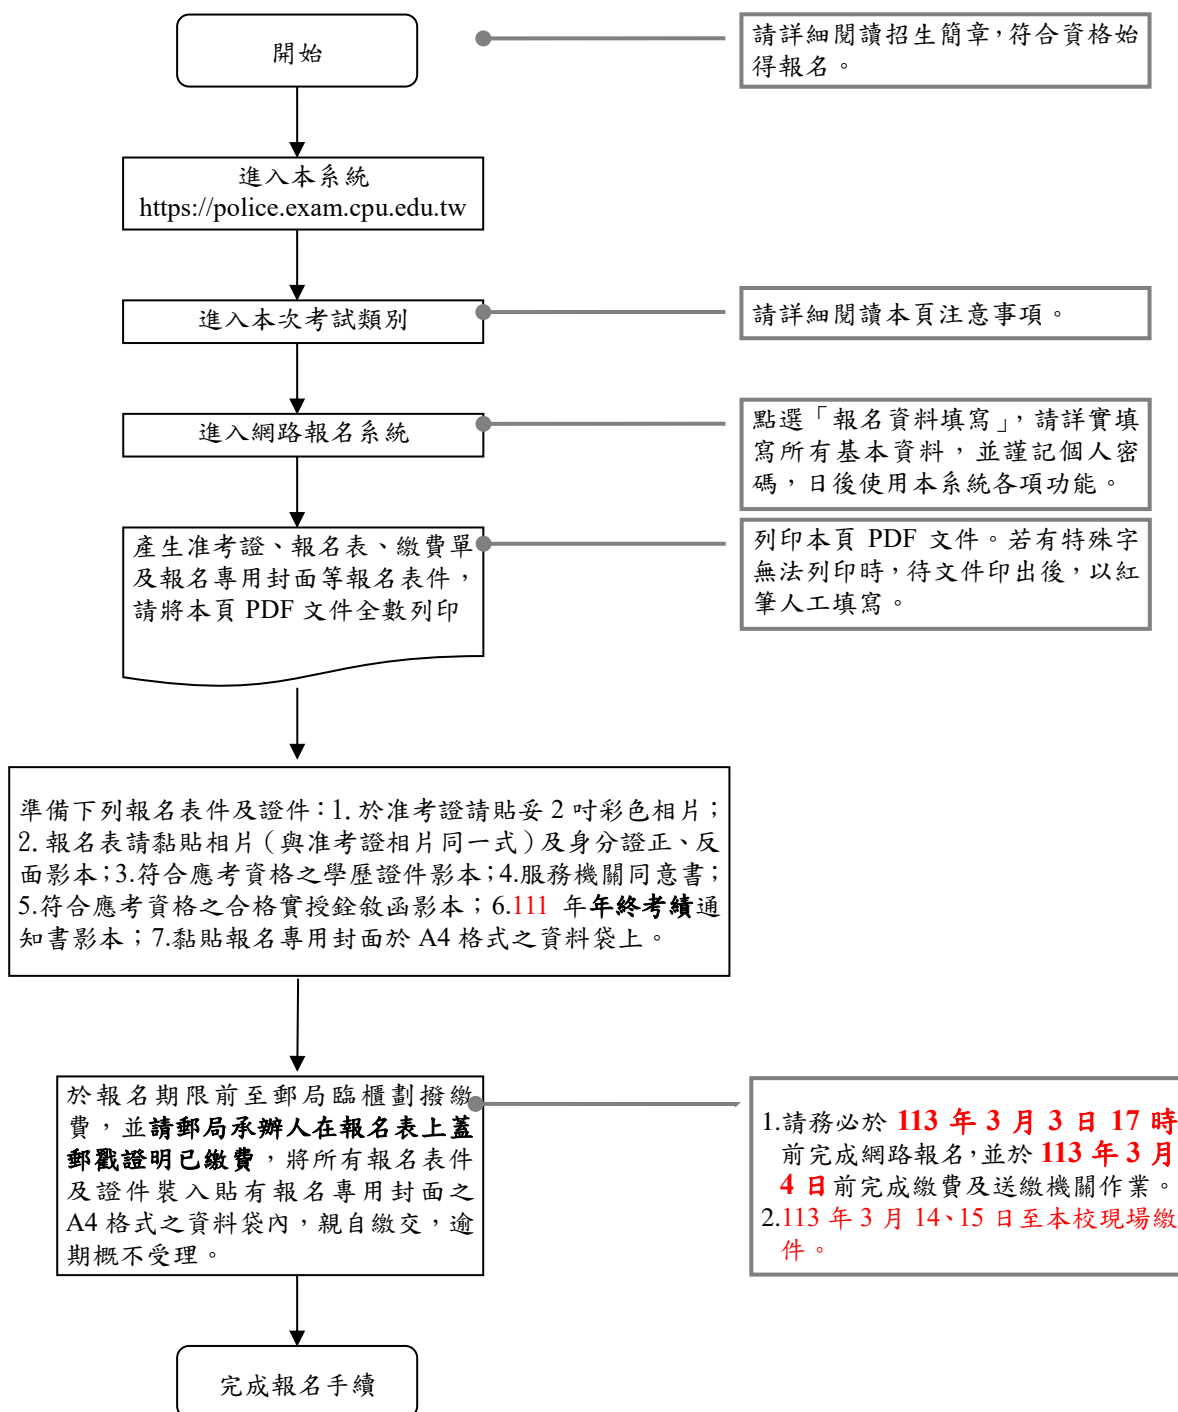 開始
請詳細閱讀招生簡章，符合資格始
得報名。
進入本系統
https://police.exam.cpu.edu.tw
進入本次考試類別
請詳細閱讀本頁注意事項。
進入網路報名系統
點選「報名資料填寫」，請詳實填
寫所有基本資料，並謹記個人密
碼，日後使用本系統各項功能。
產生准考證、報名表、繳費單
及報名專用封面等報名表件，
請將本頁 PDF 文件全數列印
列印本頁 PDF 文件。若有特殊字
無法列印時，待文件印出後，以紅
筆人工填寫。
準備下列報名表件及證件：1. 於准考證請貼妥 2 吋彩色相片；
2. 報名表請黏貼相片（與准考證相片同一式）及身分證正、反
面影本；3.符合應考資格之學歷證件影本；4.服務機關同意書；
5.符合應考資格之合格實授銓敘函影本；6.111 年年終考績通
知書影本；7.黏貼報名專用封面於 A4 格式之資料袋上。
於報名期限前至郵局臨櫃劃撥繳
費，並請郵局承辦人在報名表上蓋
郵戳證明已繳費，將所有報名表件
及證件裝入貼有報名專用封面之
A4 格式之資料袋內，親自繳交，逾
期概不受理。
1.請務必於 113 年 3 月 3 日 17 時
前完成網路報名，並於 113 年 3 月
4 日前完成繳費及送繳機關作業。
2.113 年 3 月 14、15 日至本校現場繳
件。
完成報名手續